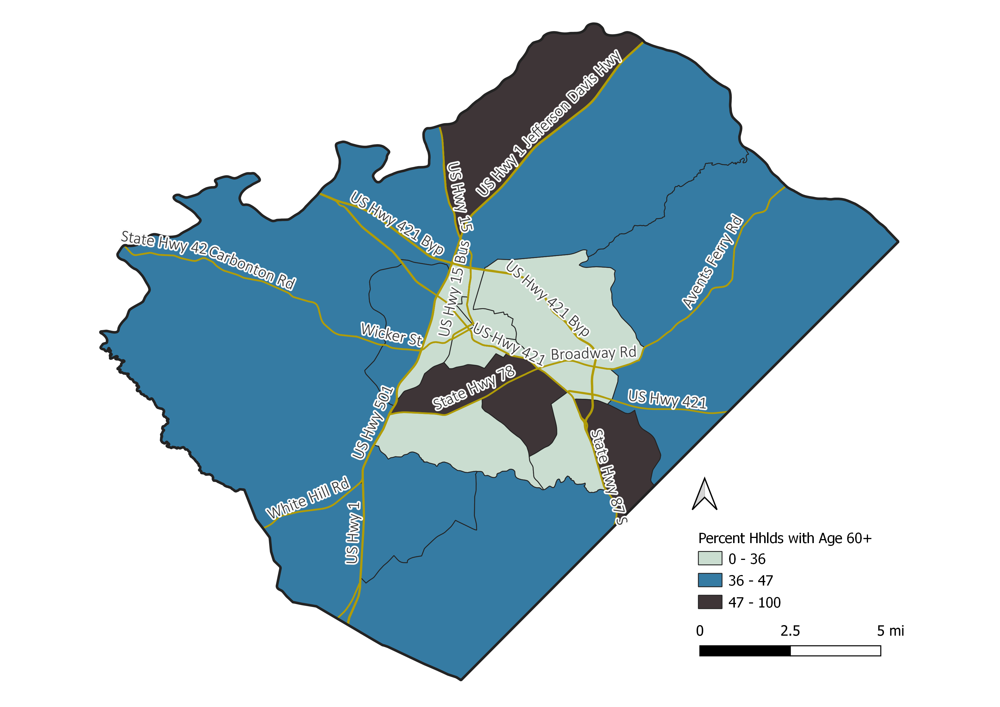 US Hwy 1 Jefferson Davis Hwy
US Hwy 15
US Hwy 421 Byp
State Hwy 42
Carbonton Rd
US Hwy 15 Bus
US Hwy 421 Byp
Avents Ferry Rd
Wicker St
US Hwy 421
Broadway Rd
State Hwy 78
US Hwy 501
US Hwy 421
State Hwy 87 S
White Hill Rd
US Hwy 1
Percent Hhlds with Age 60+
0 - 36
36 - 47
47 - 100
0 2.5 5 mi